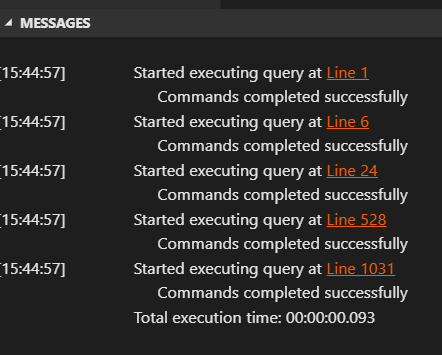 MESSAGES
[15:44:57] Started executing query at Line 1
Commands completed successfully
[15:44:57] Started executing query at Line 6
Commands completed successfully
[15:44:57] Started executing query at Line 24
Commands completed successfully
[15:44:57] Started executing query at Line 528
Commands completed successfully
[15:44:57] Started executing query at Line 1031
Commands completed successfully
Total execution time: 00:00:00.093